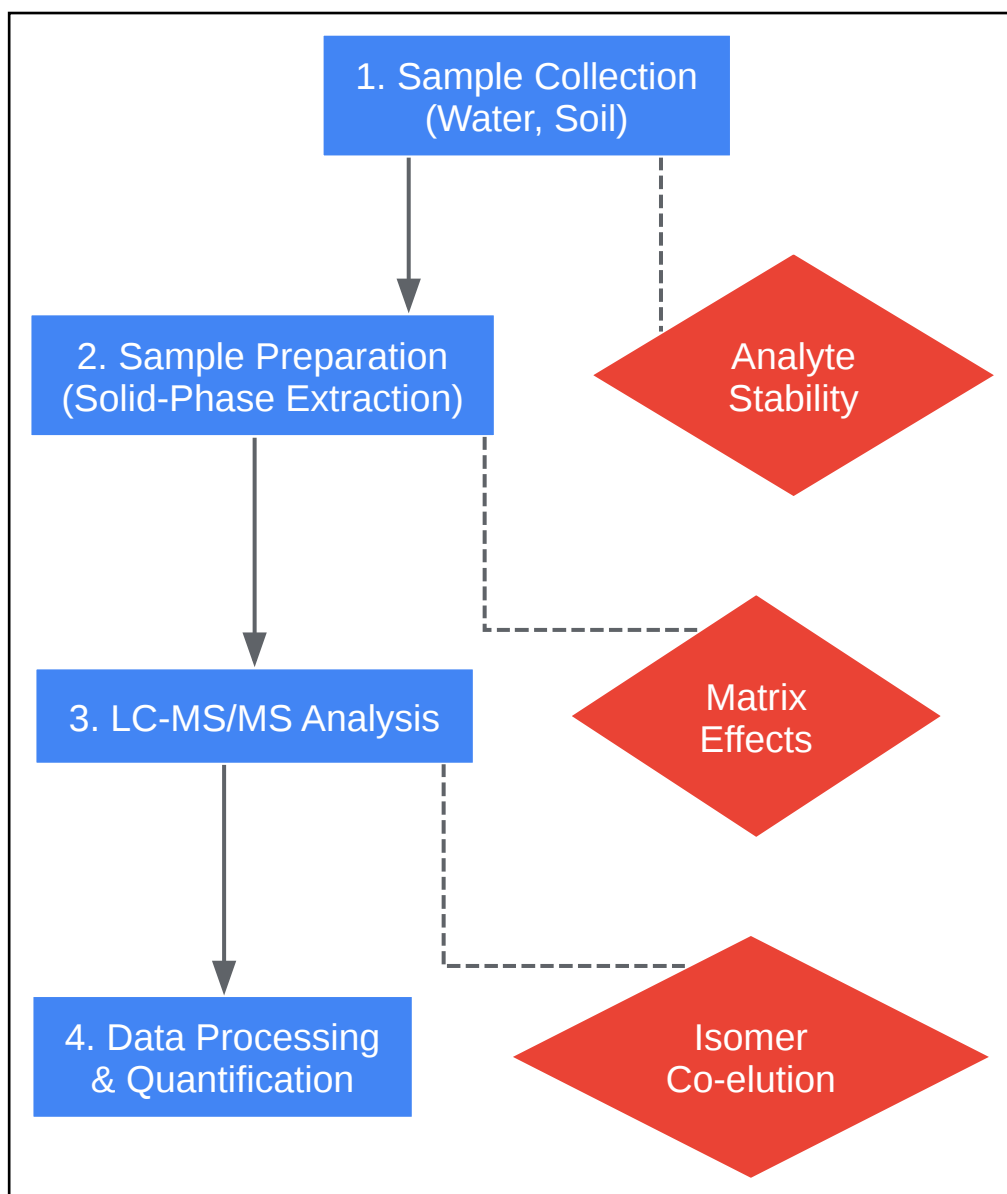 1. Sample Collection
(Water, Soil)
2. Sample Preparation
(Solid-Phase Extraction)
Analyte
Stability
3. LC-MS/MS Analysis
Matrix
Effects
4. Data Processing
& Quantification
Isomer
Co-elution